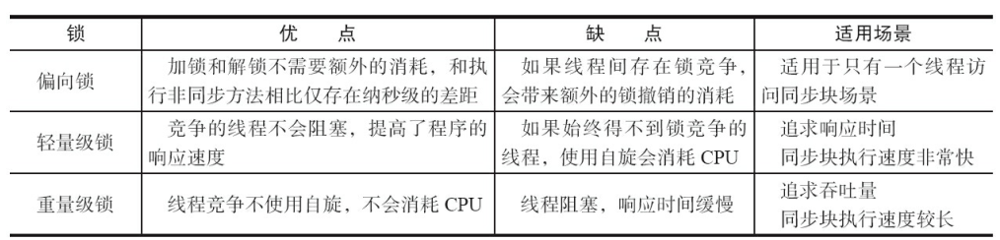 锁 优 点 缺 点 适用场景
偏向锁 加锁和解锁不需要额外的消耗，和执 如果线程间存在锁竞争， 适用于只有一个线程访
行非同步方法相比仅存在纳秒级的差距 会带来额外的锁撤销的消耗 问同步块场景
轻量级锁 竞争的线程不会阻塞，提高了程序的 如果始终得不到锁竞争的 追求响应时间
响应速度 线程，使用自旋会消耗 CPU 同步块执行速度非常快
重量级锁 线程竞争不使用自旋，不会消耗 CPU 线程阻塞，响应时间缓慢 追求吞吐量
同步块执行速度较长